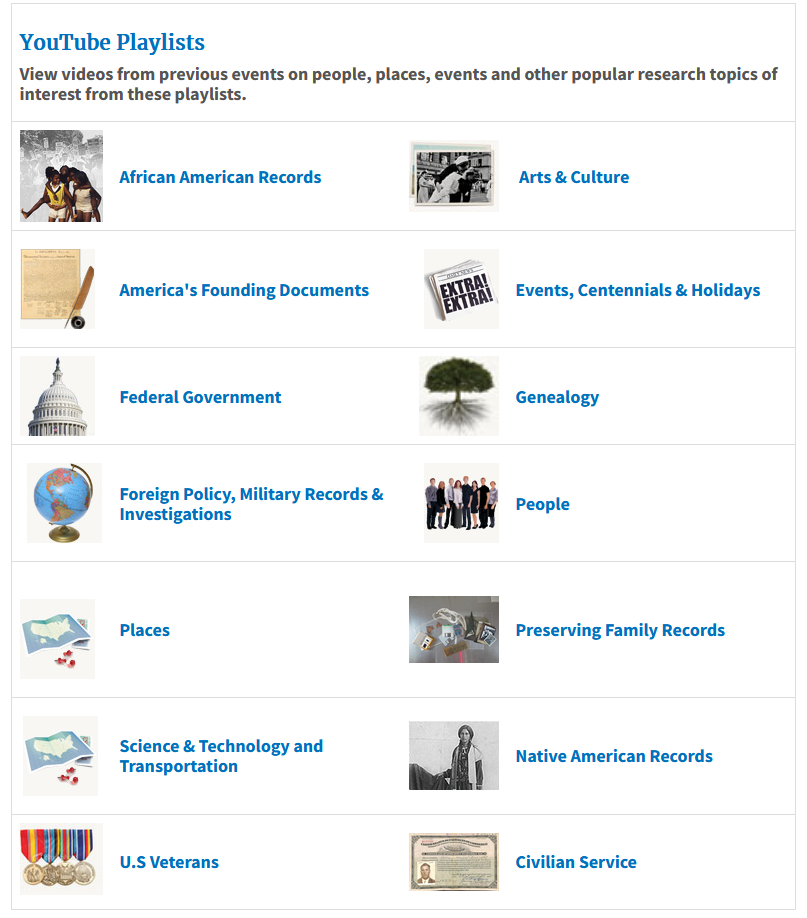 YouTube Playlists
View videos from previous events on people, places, events and other popular research topics of
interest from these playlists.
African American Records
Arts & Culture
America's Founding Documents
EXTRA!
EXTRA!
Events, Centennials & Holidays
Federal Government
Genealogy
Foreign Policy, Military Records &
Investigations
People
Places
Preserving Family Records
Science & Technology and
Transportation
Native American Records
U.S Veterans
Civilian Service